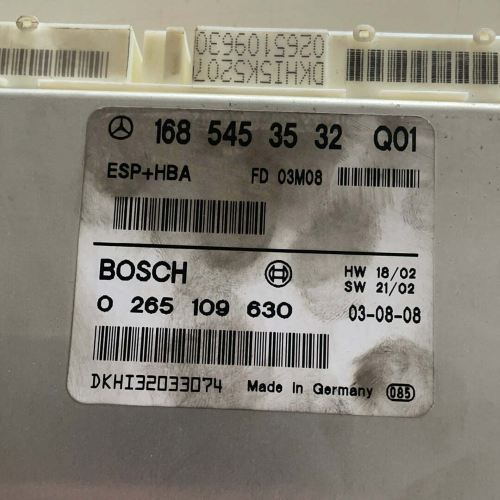 DKHI5K5207
0265109630
168 545 35 32 Q01
ESP+HBA FD 03M08
BOSCH HW 18/02
SW 21/02
0 265 109 630 03-08-08
DKHI32033074 Made in Germany 085